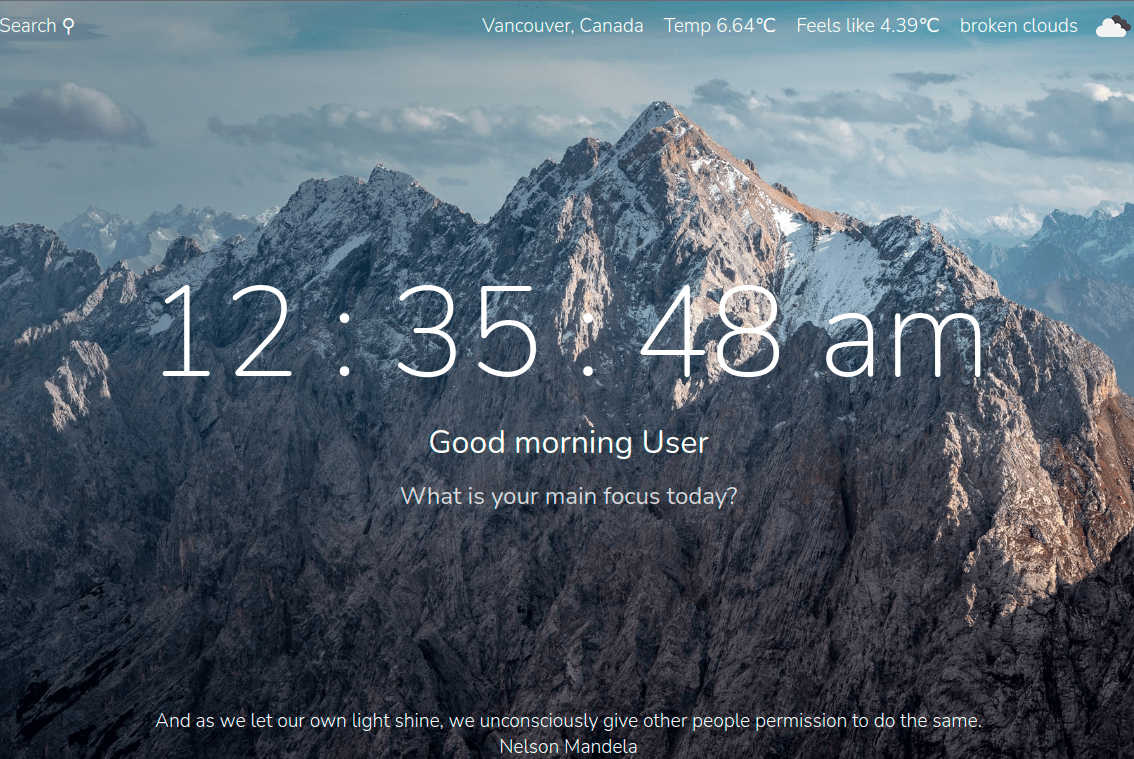 Search
Vancouver, Canada Temp 6.64℃ Feels like 4.39℃ broken clouds
12 : 35 : 48 am
Good morning User
What is your main focus today?
And as we let our own light shine, we unconsciously give other people permission to do the same.
Nelson Mandela